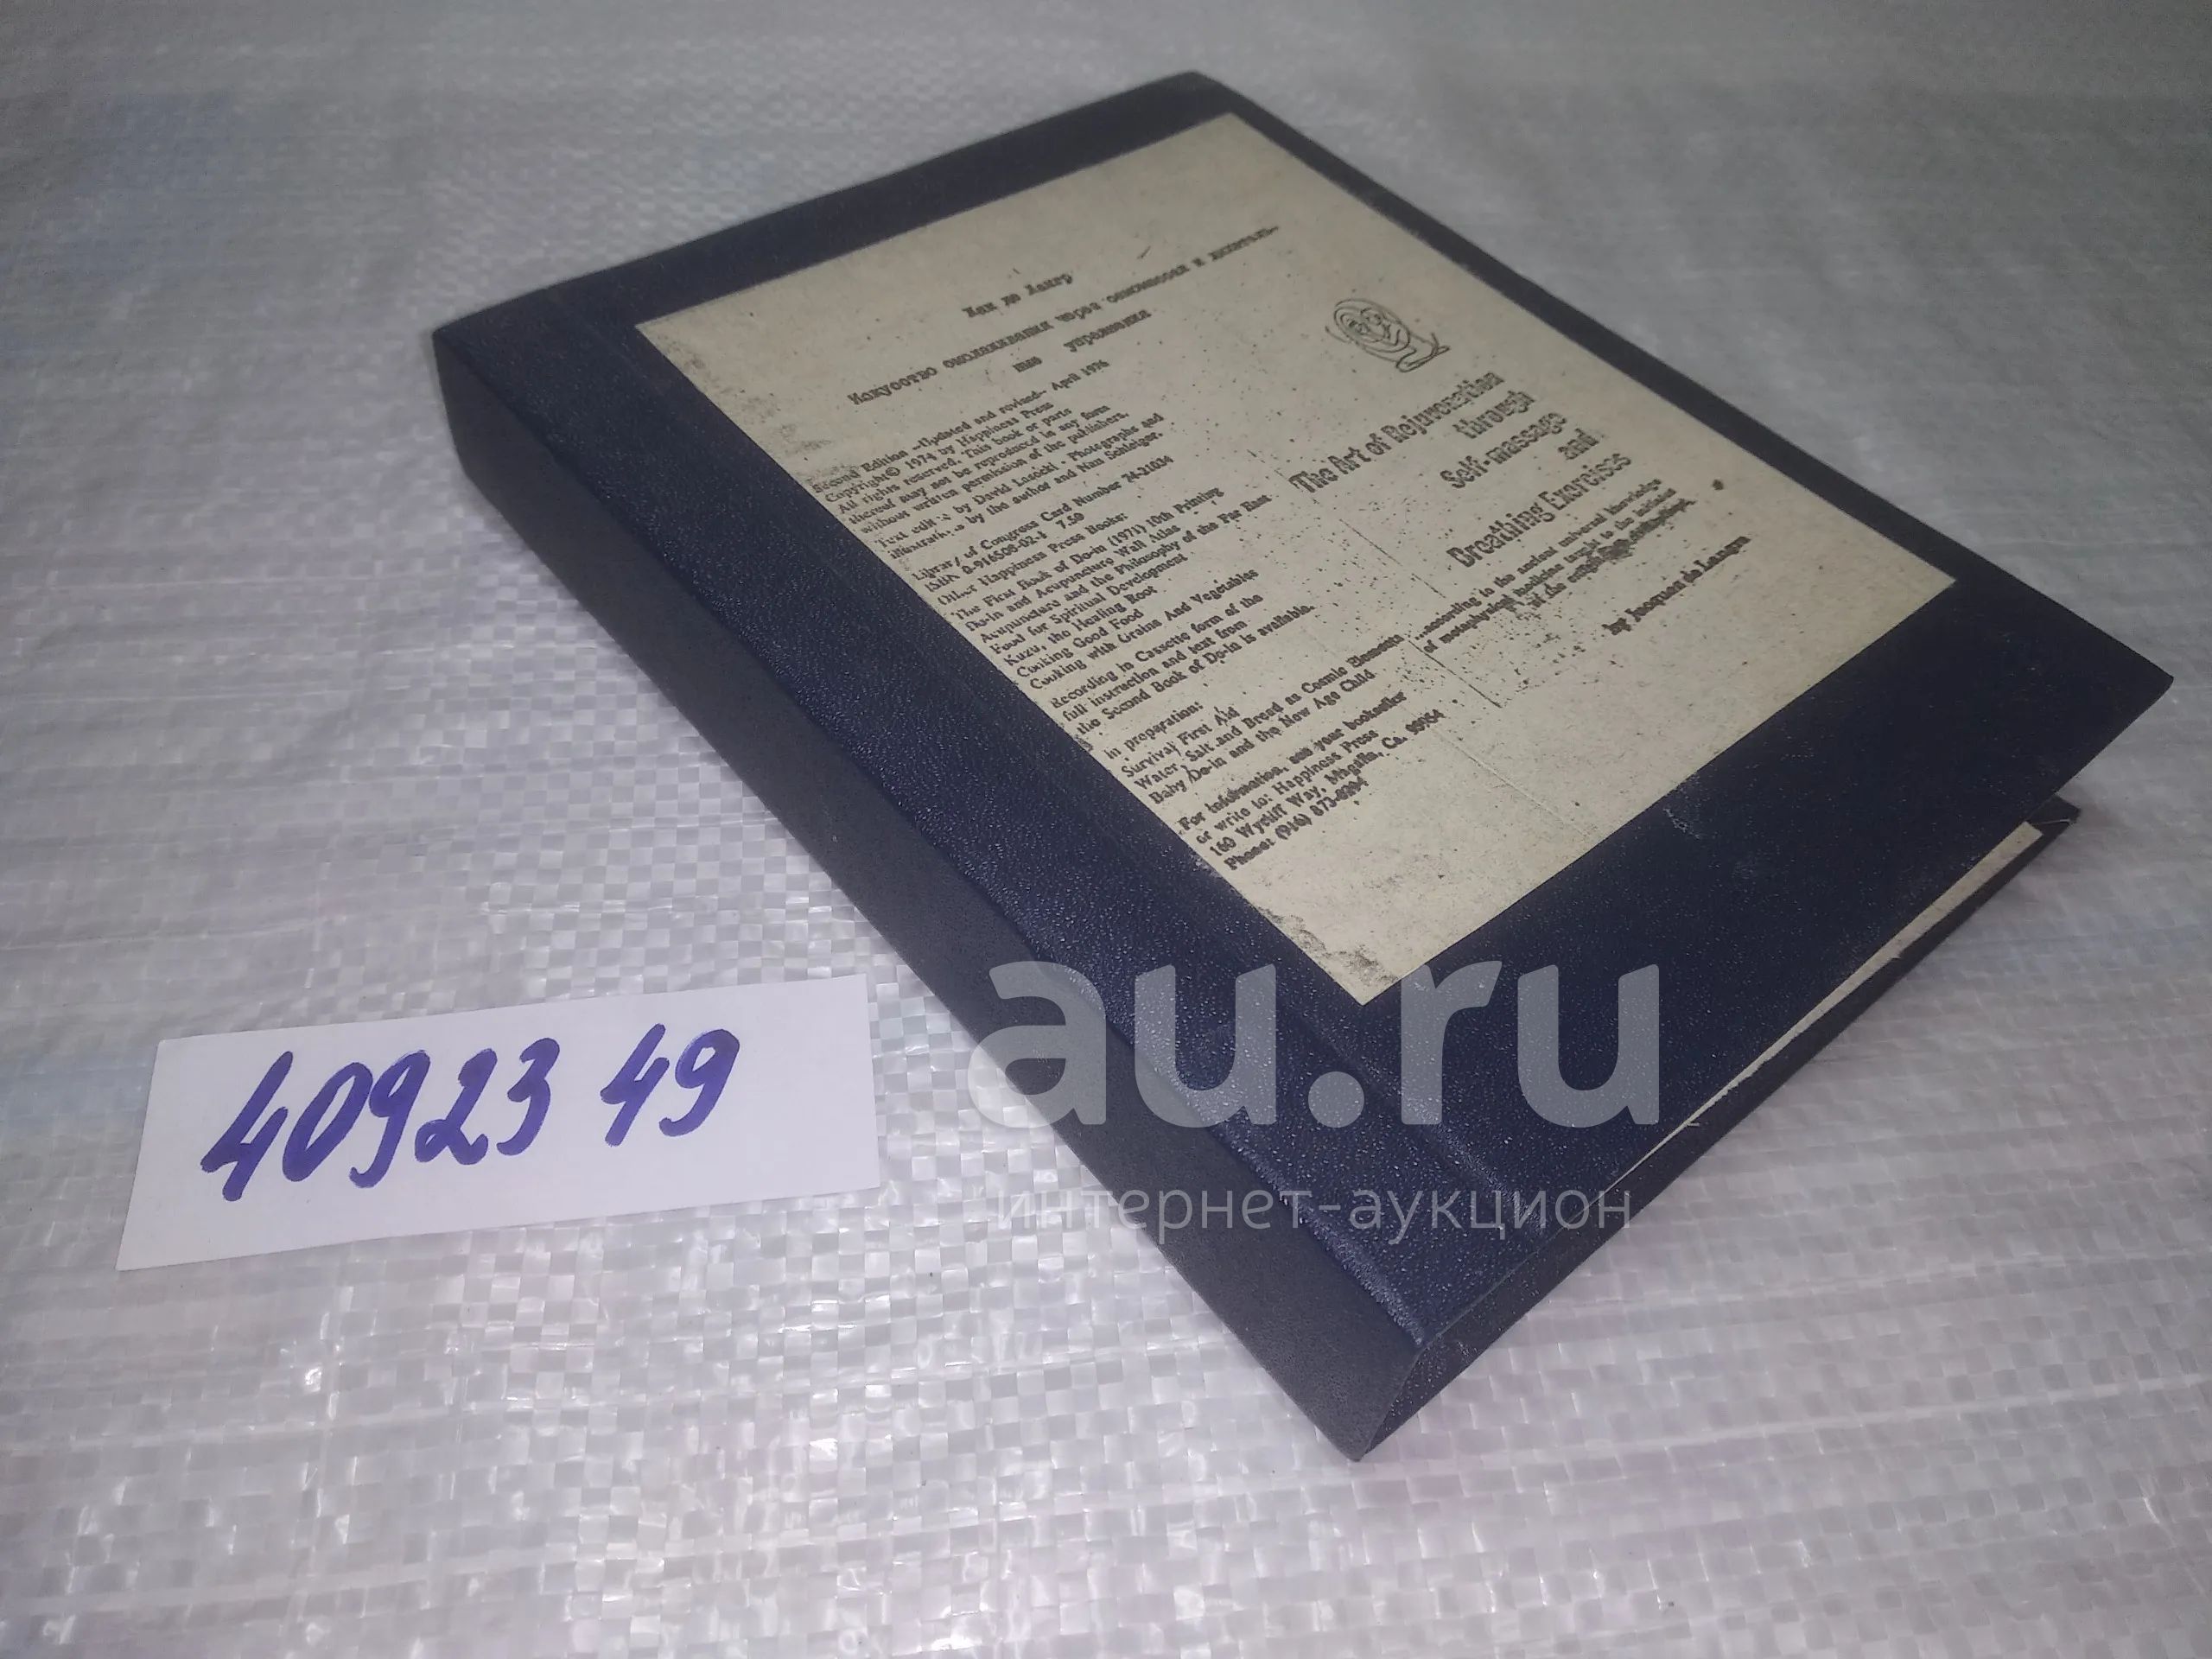 Жак де Лангр
Искусство омолаживания через самомассаж и дыхатель-
ные упражнения
Second Edition -Updated and revised- April 1976
Copyright© 1974 by Happiness Press
All rights reserved. This book or parts
thereof may not be reproduced in any form
without written permission of the publishers.
Text by David Lasocki - Photographs and
by the author and Nan Schleiger.
Library of Congress Card Number 74-21034
ISBN 0-916508-02-1 7.50
Other Happiness Press Books:
The First Book of Do-in (1971) 10th Printing
Do-in and Acupuncture Wall Atlas
Acupuncture and the Philosophy of the Far East
Food for Spiritual Development
Kuzu, the Healing Root
Cooking Good Food
Cooking with Grains And Vegetables
Recording in Cassette form of the
full instruction and text from
the Second Book of Do-in is available.
in preparation:
Survival First Aid
Water, Salt and Bread as Cosmic Elements
Baby Do-in and the New Age Child
For information, see your bookseller
or write to: Happiness Press
160 Wycliff Way, Magalia, Ca. 95954
Phone: (916) 873-0294
The Art of Rejuvenation
through
Self-massage
and
Breathing Exercises
...according to the ancient universal knowledge
of metaphysical medicine taught to the initiates
of the
by Jacques de Langre
40923 49
au.ru
интернет-аукцион